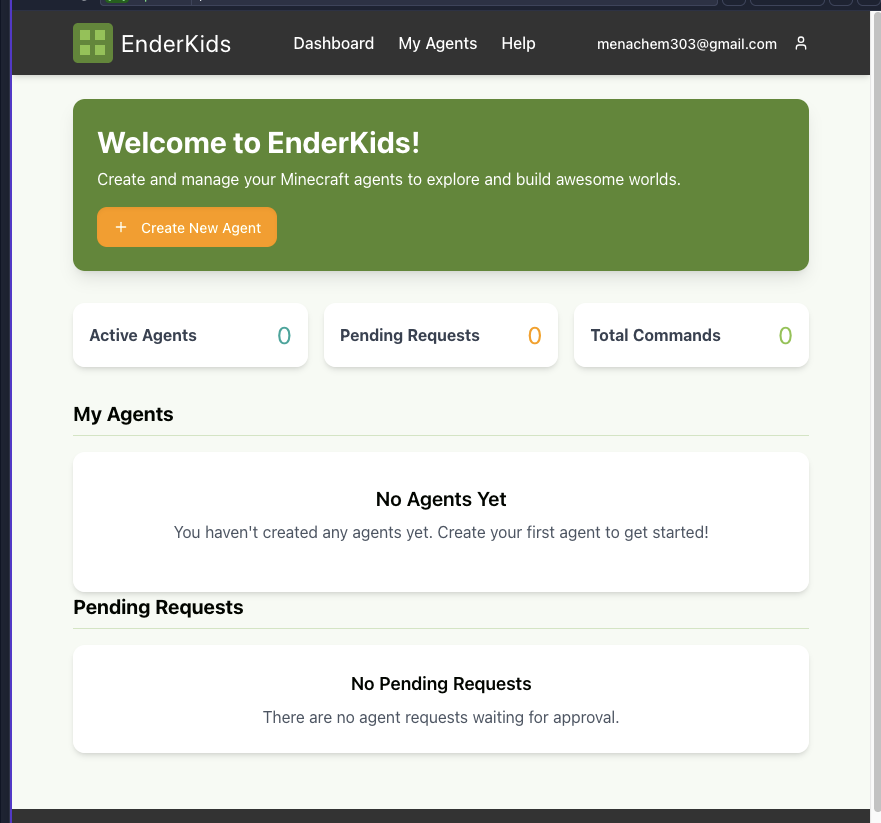 EnderKids
Dashboard My Agents Help
menachem303@gmail.com
Welcome to EnderKids!
Create and manage your Minecraft agents to explore and build awesome worlds.
+ Create New Agent
Active Agents 0
Pending Requests 0
Total Commands 0
My Agents
No Agents Yet
You haven't created any agents yet. Create your first agent to get started!
Pending Requests
No Pending Requests
There are no agent requests waiting for approval.